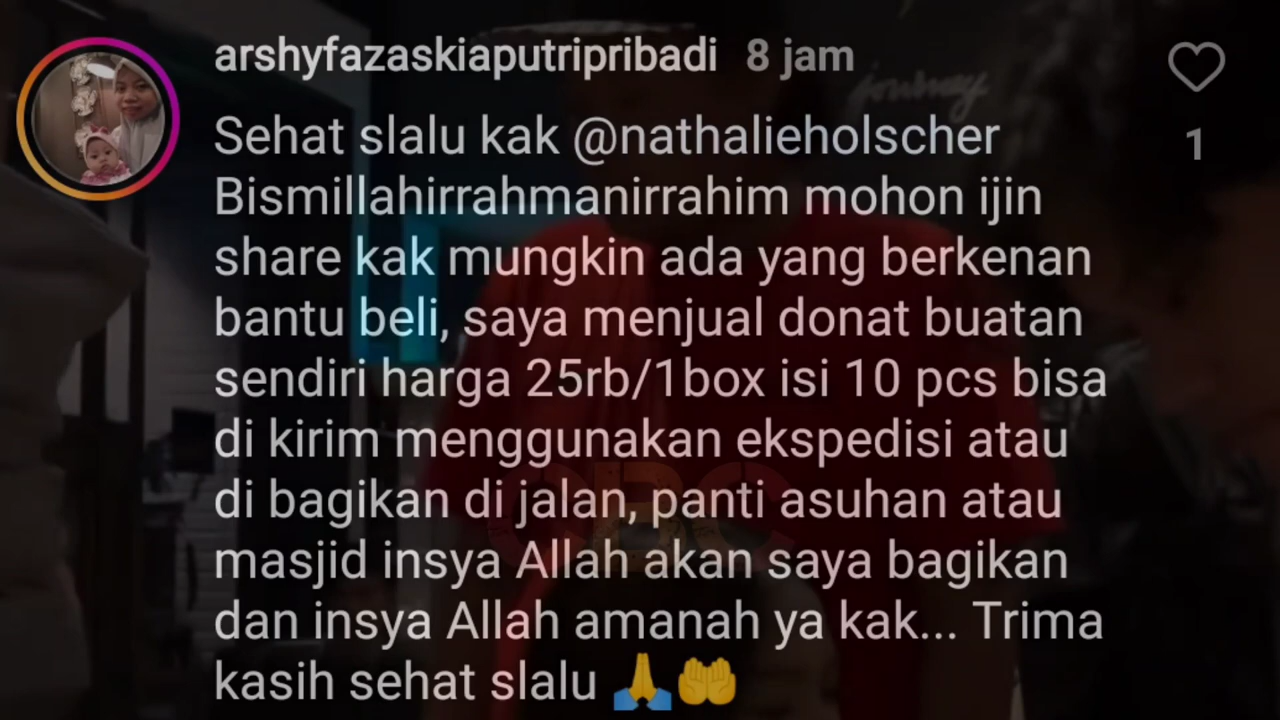 arshyfazaskiaputripribadi 8 jam
Sehat slalu kak @nathalieholscher
1
Bismillahirrahmanirrahim mohon ijin
share kak mungkin ada yang berkenan
bantu beli, saya menjual donat buatan
sendiri harga 25rb/1box isi 10 pcs bisa
di kirim menggunakan ekspedisi atau
di bagikan di jalan, panti asuhan atau
masjid insya Allah akan saya bagikan
dan insya Allah amanah ya kak... Trima
kasih sehat slalu 🙏🤲
journey
CBC